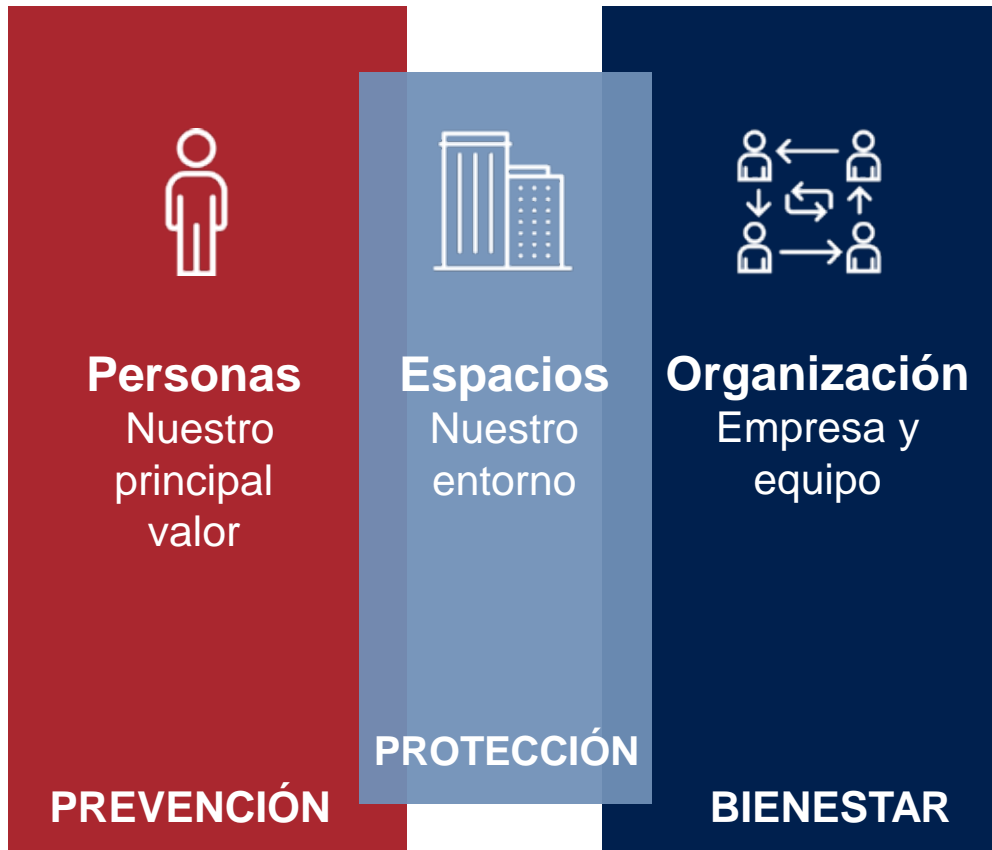 Personas
Nuestro
principal
valor
PREVENCIÓN
Espacios
Nuestro
entorno
PROTECCIÓN
Organización
Empresa y
equipo
BIENESTAR